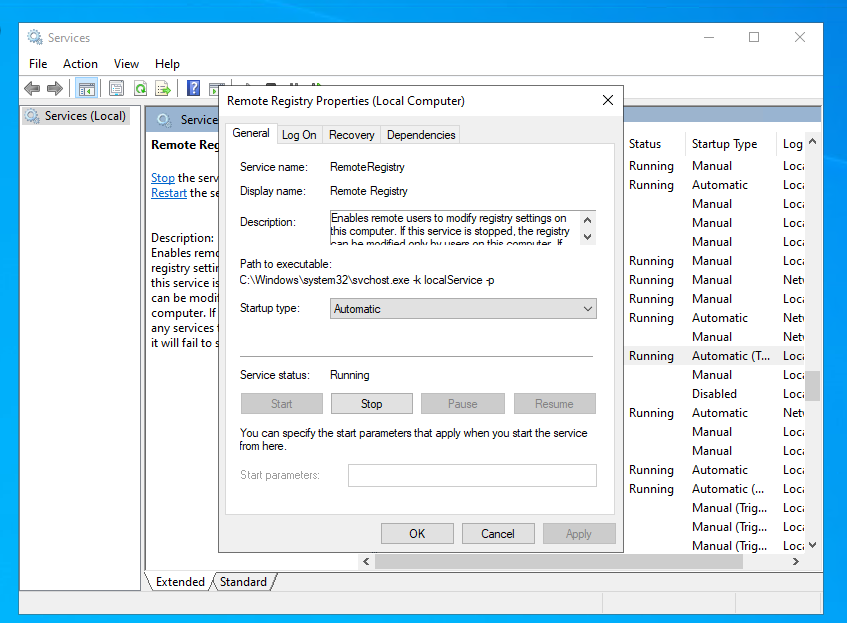 Services
File Action View Help
Services (Local)
Service
Remote Reg
Stop the serv
Restart the se
Description:
Enables remo
registry settin
this service is
can be modif
computer. If
any services t
it will fail to s
Remote Registry Properties (Local Computer)
General Log On Recovery Dependencies
Service name: RemoteRegistry
Display name: Remote Registry
Description: Enables remote users to modify registry settings on
this computer. If this service is stopped, the registry
can be modified only by users on this computer. If
Path to executable:
C:\Windows\system32\svchost.exe -k localService -p
Startup type: Automatic
Service status: Running
Start Stop Pause Resume
You can specify the start parameters that apply when you start the service
from here.
Start parameters:
OK Cancel Apply
Status Startup Type Log
Running Manual Loca
Running Automatic Loca
Manual Loca
Manual Loca
Manual Loca
Running Manual Loca
Running Manual Netv
Running Manual Loca
Running Automatic Netv
Manual Netv
Running Automatic (T... Loca
Manual Loca
Disabled Loca
Running Automatic Netv
Manual Loca
Manual Loca
Running Automatic Loca
Running Automatic (... Loca
Manual (Trig... Loca
Manual (Trig... Loca
Manual (Trig... Loca
Extended Standard